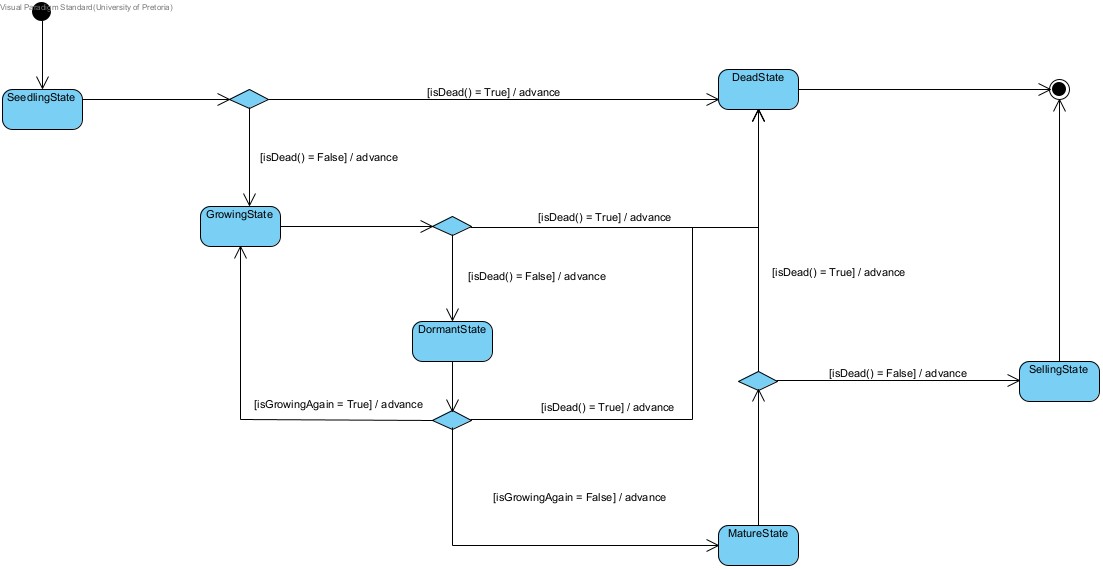 Visual Paradigm Standard(University of Pretoria)
DeadState
SeedlingState
[isDead() = True] / advance
[isDead() = False] / advance
GrowingState
[isDead() = True] / advance
[isDead() = False] / advance
[isDead() = True] / advance
DormantState
SellingState
[isDead() = False] / advance
[isGrowingAgain = True] / advance
[isDead() = True] / advance
[isGrowingAgain = False] / advance
MatureState